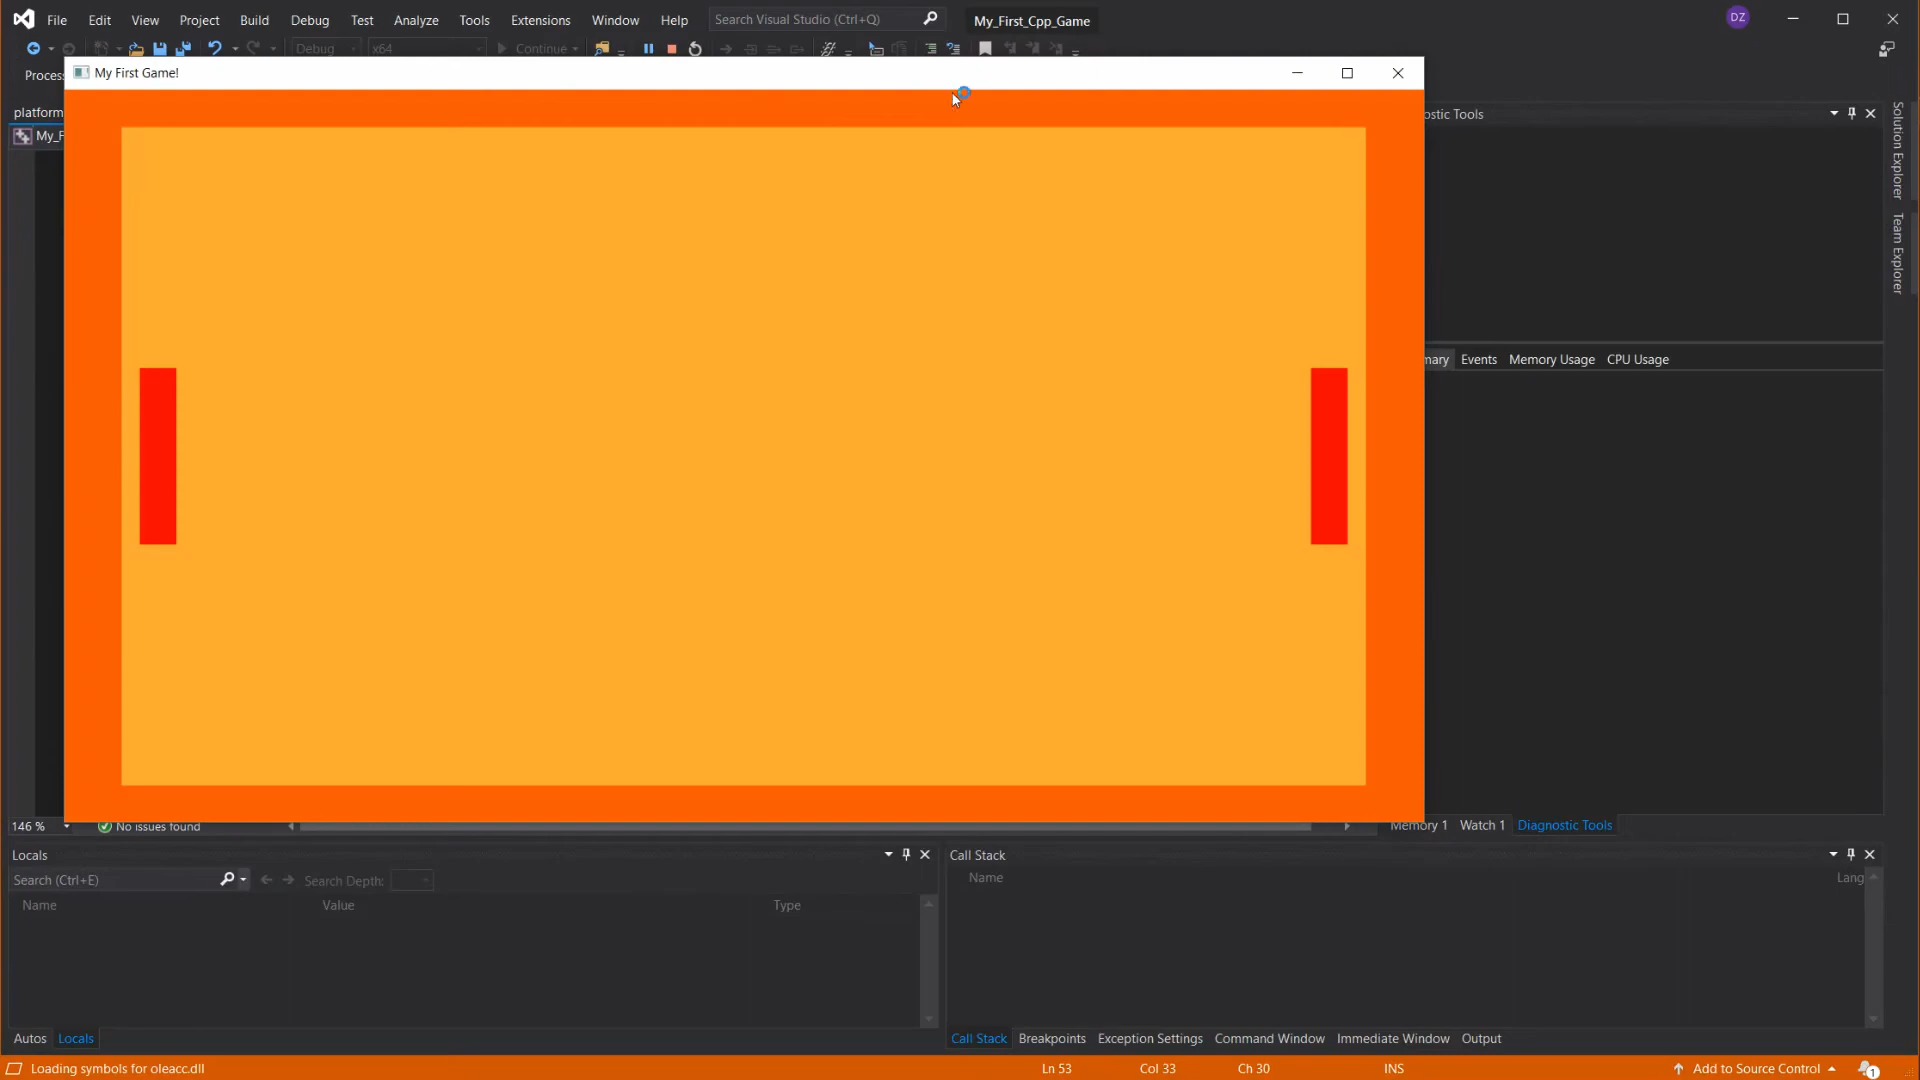 File Edit View Project Build Debug Test Analyze Tools Extensions Window Help Search Visual Studio (Ctrl+Q) My_First_Cpp_Game DZ
Debug x64 Continue
Process
My First Game!
platform
My_F
ostic Tools
Solution Explorer
Team Explorer
mary Events Memory Usage CPU Usage
146 % No issues found
Memory 1 Watch 1 Diagnostic Tools
Locals
Search (Ctrl+E) Search Depth:
Name Value Type
Call Stack
Name Lang
Autos Locals
Call Stack Breakpoints Exception Settings Command Window Immediate Window Output
Loading symbols for oleacc.dll Ln 53 Col 33 Ch 30 INS Add to Source Control 1